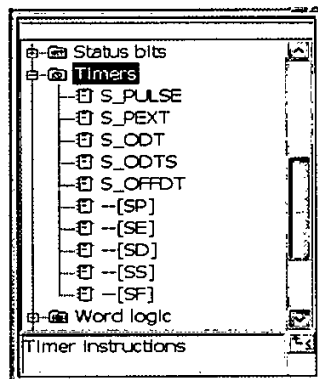 Status bits
Timers
S_PULSE
S_PEXT
S_ODT
S_ODTS
S_OFFDT
--[SP]
--[SE]
--[SD]
--[SS]
--[SF]
Word logic
Timer Instructions